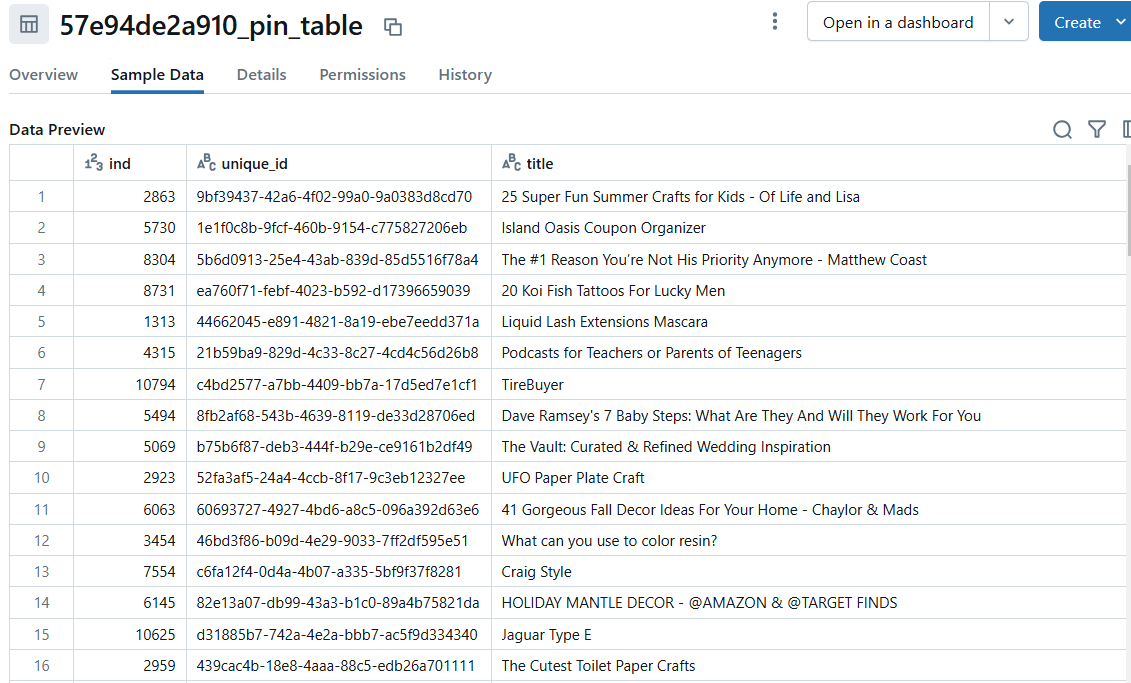 57e94de2a910_pin_table
Open in a dashboard
Create
Overview Sample Data Details Permissions History
Data Preview
123 ind ABC unique_id ABC title
1 2863 9bf39437-42a6-4f02-99a0-9a0383d8cd70 25 Super Fun Summer Crafts for Kids - Of Life and Lisa
2 5730 1e1f0c8b-9fcf-460b-9154-c775827206eb Island Oasis Coupon Organizer
3 8304 5b6d0913-25e4-43ab-839d-85d5516f78a4 The #1 Reason You’re Not His Priority Anymore - Matthew Coast
4 8731 ea760f71-febf-4023-b592-d17396659039 20 Koi Fish Tattoos For Lucky Men
5 1313 44662045-e891-4821-8a19-ebe7eedd371a Liquid Lash Extensions Mascara
6 4315 21b59ba9-829d-4c33-8c27-4cd4c56d26b8 Podcasts for Teachers or Parents of Teenagers
7 10794 c4bd2577-a7bb-4409-bb7a-17d5ed7e1cf1 TireBuyer
8 5494 8fb2af68-543b-4639-8119-de33d28706ed Dave Ramsey's 7 Baby Steps: What Are They And Will They Work For You
9 5069 b75b6f87-deb3-444f-b29e-ce9161b2df49 The Vault: Curated & Refined Wedding Inspiration
10 2923 52fa3af5-24a4-4ccb-8f17-9c3eb12327ee UFO Paper Plate Craft
11 6063 60693727-4927-4bd6-a8c5-096a392d63e6 41 Gorgeous Fall Decor Ideas For Your Home - Chaylor & Mads
12 3454 46bd3f86-b09d-4e29-9033-7ff2df595e51 What can you use to color resin?
13 7554 c6fa12f4-0d4a-4b07-a335-5bf9f37f8281 Craig Style
14 6145 82e13a07-db99-43a3-b1c0-89a4b75821da HOLIDAY MANTLE DECOR - @AMAZON & @TARGET FINDS
15 10625 d31885b7-742a-4e2a-bbb7-ac5f9d334340 Jaguar Type E
16 2959 439cac4b-18e8-4aaa-88c5-edb26a701111 The Cutest Toilet Paper Crafts